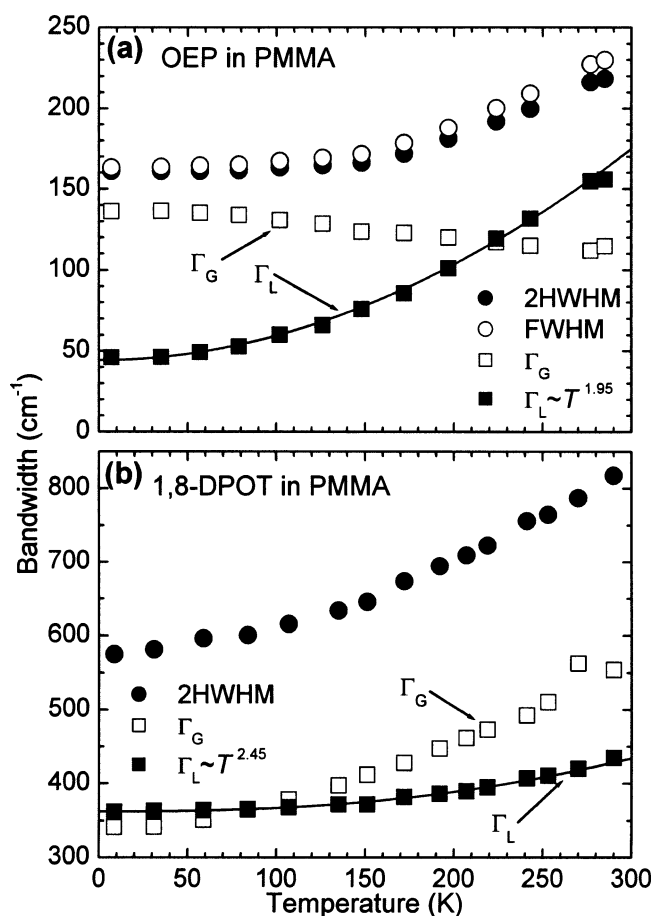 250
200
150
100
50
0
(a) OEP in PMMA
Γ_G
Γ_L
2HWHM
FWHM
Γ_G
Γ_L~T^1.95
Bandwidth (cm⁻¹)
800
700
600
500
400
300
(b) 1,8-DPOT in PMMA
2HWHM
Γ_G
Γ_L~T^2.45
Γ_G
Γ_L
0 50 100 150 200 250 300
Temperature (K)